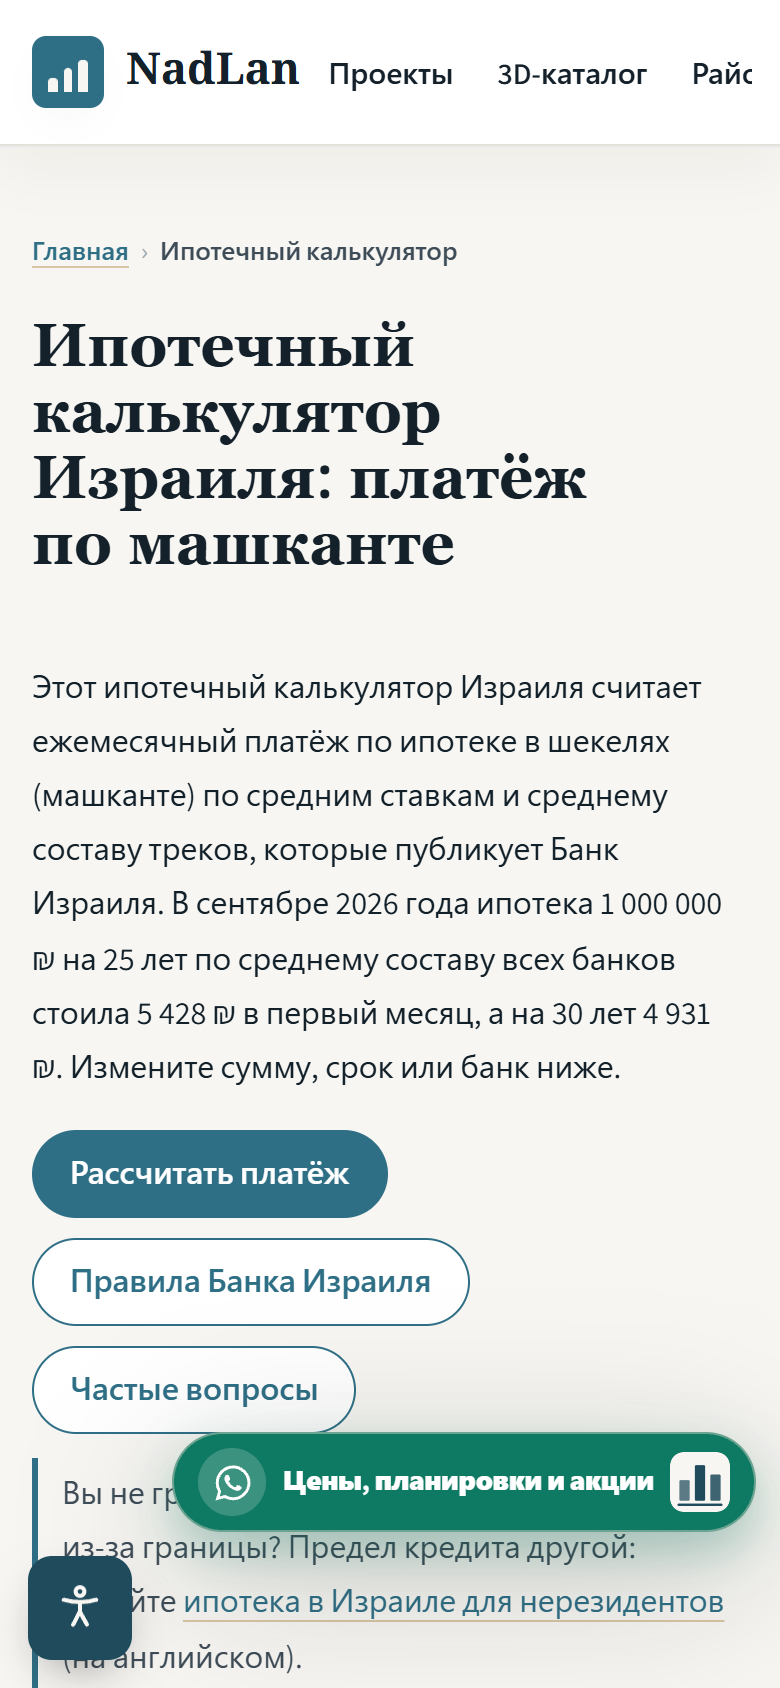 NadLan Проекты 3D-каталог
Главная › Ипотечный калькулятор
Ипотечный
калькулятор
Израиля: платёж
по машканте
Этот ипотечный калькулятор Израиля считает
ежемесячный платёж по ипотеке в шекелях
(машканте) по средним ставкам и среднему
составу треков, которые публикует Банк
Израиля. В сентябре 2026 года ипотека 1 000 000
₪ на 25 лет по среднему составу всех банков
стоила 5 428 ₪ в первый месяц, а на 30 лет 4 931
₪. Измените сумму, срок или банк ниже.
Рассчитать платёж
Правила Банка Израиля
Частые вопросы
Цены, планировки и акции
Вы не
из-за границы? Предел кредита другой:
ипотека в Израиле для нерезидентов
(на английском).